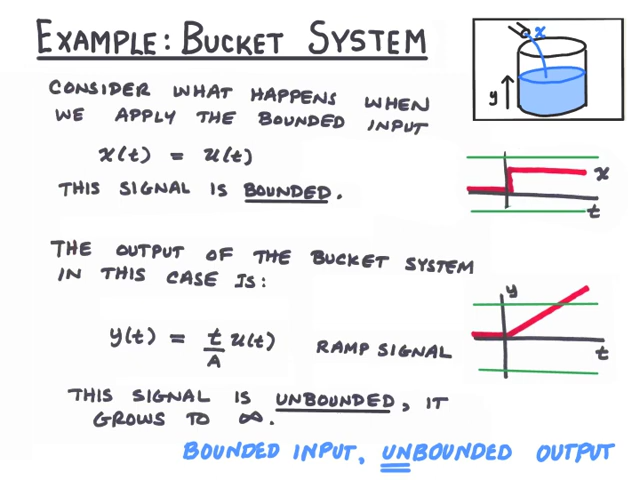 EXAMPLE: BUCKET SYSTEM
x
y
CONSIDER WHAT HAPPENS WHEN
WE APPLY THE BOUNDED INPUT
x(t) = u(t)
THIS SIGNAL IS BOUNDED.
x
t
THE OUTPUT OF THE BUCKET SYSTEM
IN THIS CASE IS:
y
y(t) = t/A u(t) RAMP SIGNAL
t
THIS SIGNAL IS UNBOUNDED, IT
GROWS TO ∞.
BOUNDED INPUT, UNBOUNDED OUTPUT